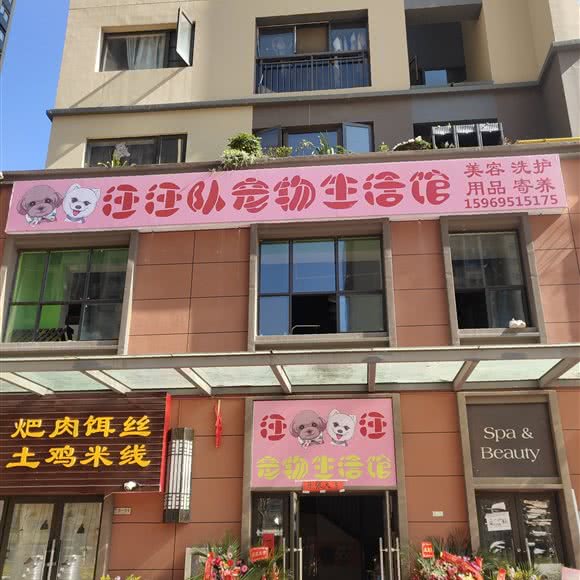 汪汪队宠物生活馆
美容 洗护
用品 寄养
15969515175
𤆵肉饵丝
土鸡米线
汪 汪
宠物生活馆
Spa &
Beauty